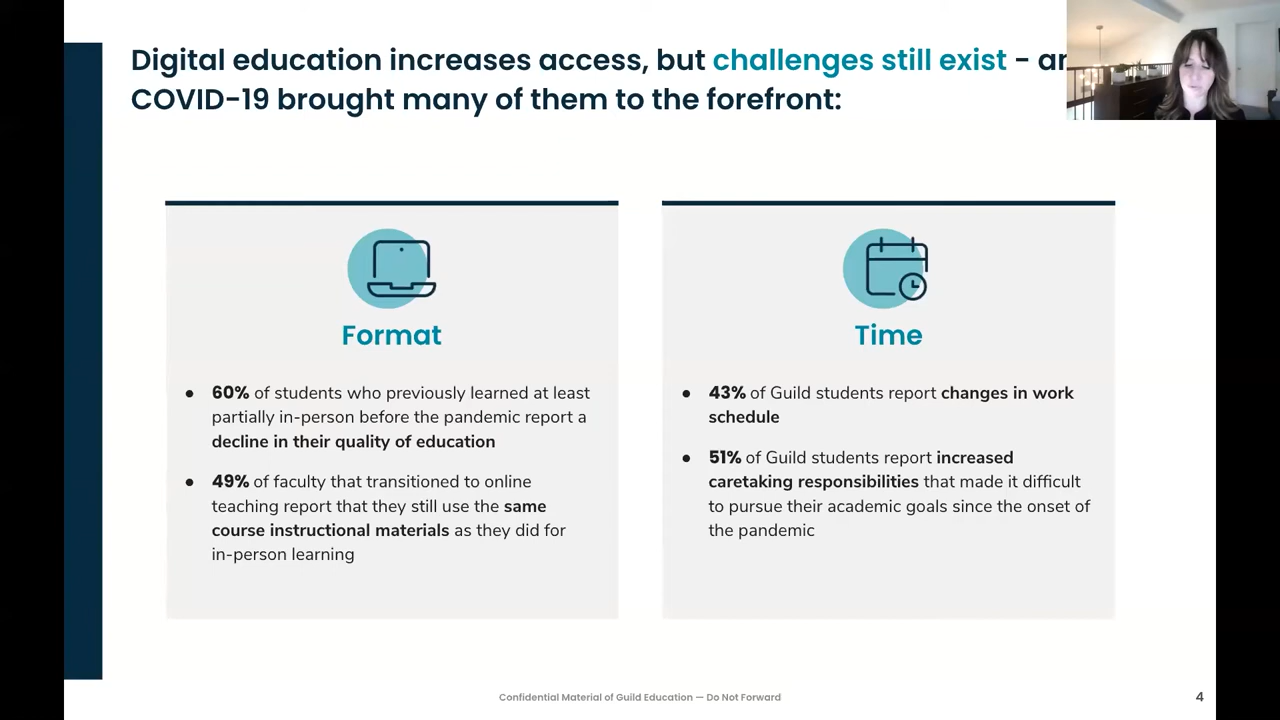 Digital education increases access, but challenges still exist -
COVID-19 brought many of them to the forefront:
Format
● 60% of students who previously learned at least
partially in-person before the pandemic report a
decline in their quality of education
● 49% of faculty that transitioned to online
teaching report that they still use the same
course instructional materials as they did for
in-person learning
Time
● 43% of Guild students report changes in work
schedule
● 51% of Guild students report increased
caretaking responsibilities that made it difficult
to pursue their academic goals since the onset of
the pandemic
Confidential Material of Guild Education — Do Not Forward
4